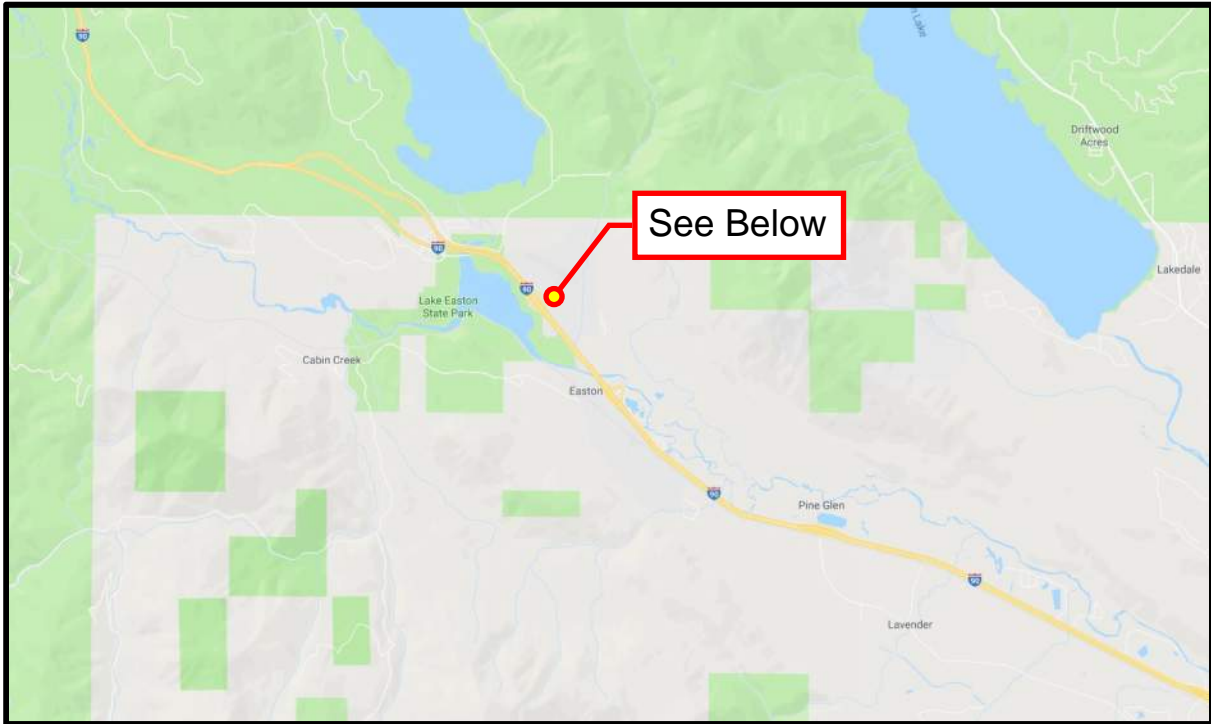 90
Lake
Driftwood
Acres
See Below
90
Lakedale
90
Lake Easton
State Park
Cabin Creek
Easton
90
Pine Glen
90
Lavender